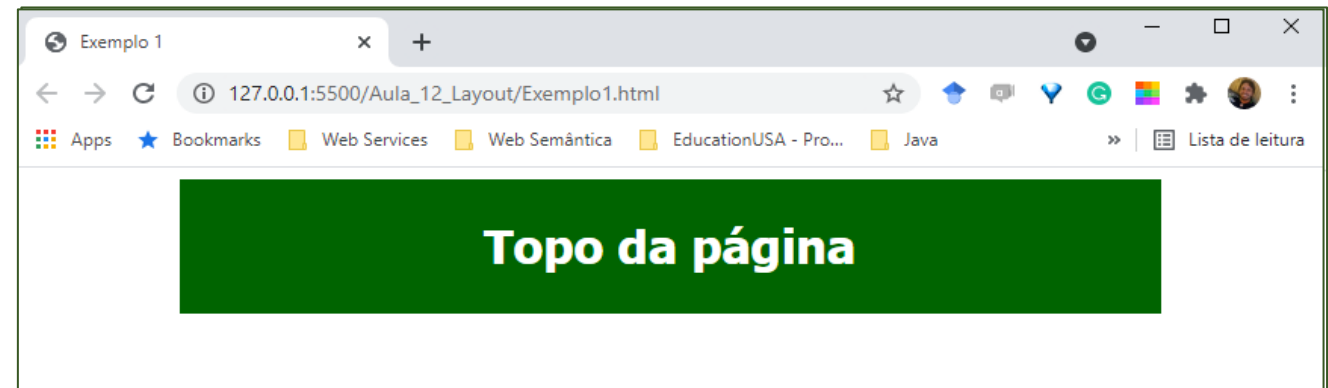 Exemplo 1
127.0.0.1:5500/Aula_12_Layout/Exemplo1.html
Apps Bookmarks Web Services Web Semântica EducationUSA - Pro... Java » Lista de leitura
Topo da página